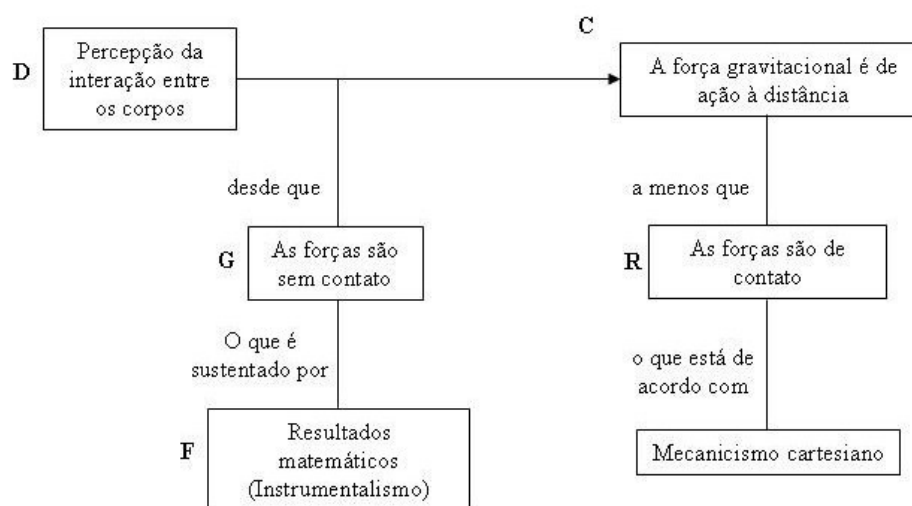 D
Percepção da
interação entre
os corpos
C
A força gravitacional é de
ação à distância
desde que
a menos que
G
As forças são
sem contato
R
As forças são de
contato
O que é
sustentado por
o que está de
acordo com
F
Resultados
matemáticos
(Instrumentalismo)
Mecanicismo cartesiano